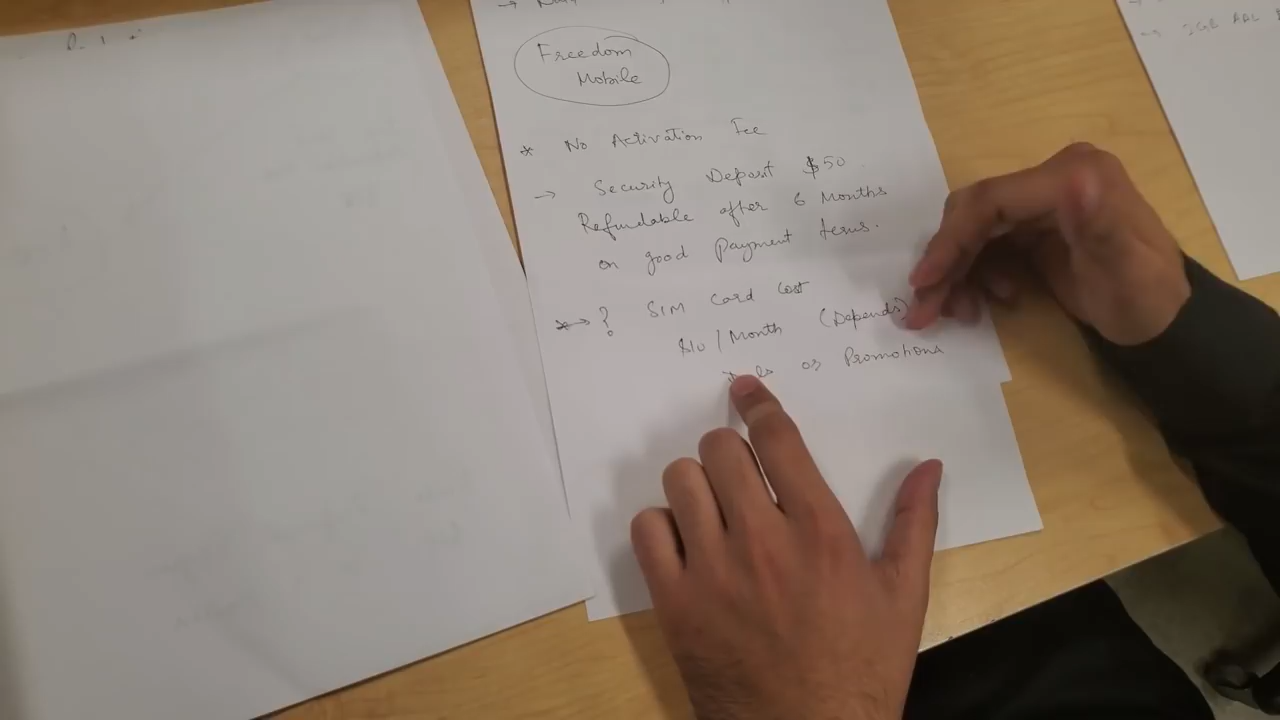 Freedom
Mobile
* No Activation Fee
→ Security Deposit $50.
Refundable after 6 Months
on good Payment terms.
*→ ? SIM Card Cost
$10/Month (Depends)
or Promotions
→ 2GB